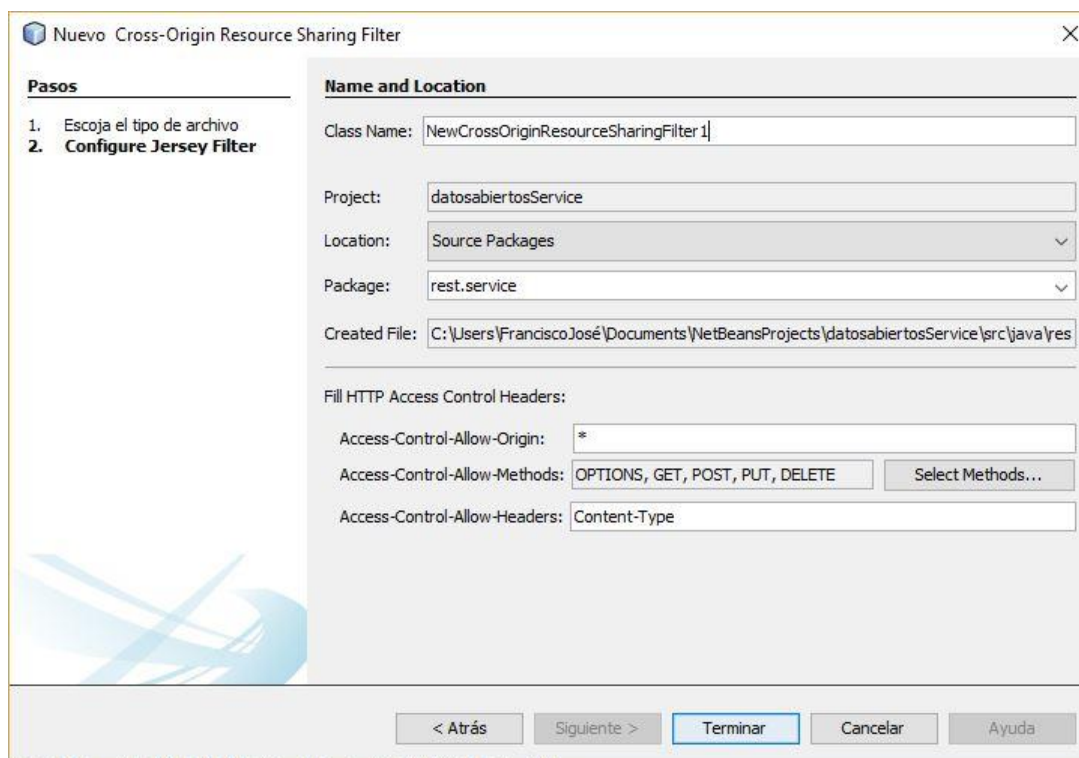 Nuevo Cross-Origin Resource Sharing Filter
Pasos
1. Escoja el tipo de archivo
2. Configure Jersey Filter
Name and Location
Class Name: NewCrossOriginResourceSharingFilter1
Project: datosabiertosService
Location: Source Packages
Package: rest.service
Created File: C:\Users\FranciscoJosé\Documents\NetBeansProjects\datosabiertosService\src\java\res
Fill HTTP Access Control Headers:
Access-Control-Allow-Origin: *
Access-Control-Allow-Methods: OPTIONS, GET, POST, PUT, DELETE Select Methods...
Access-Control-Allow-Headers: Content-Type
< Atrás Siguiente > Terminar Cancelar Ayuda